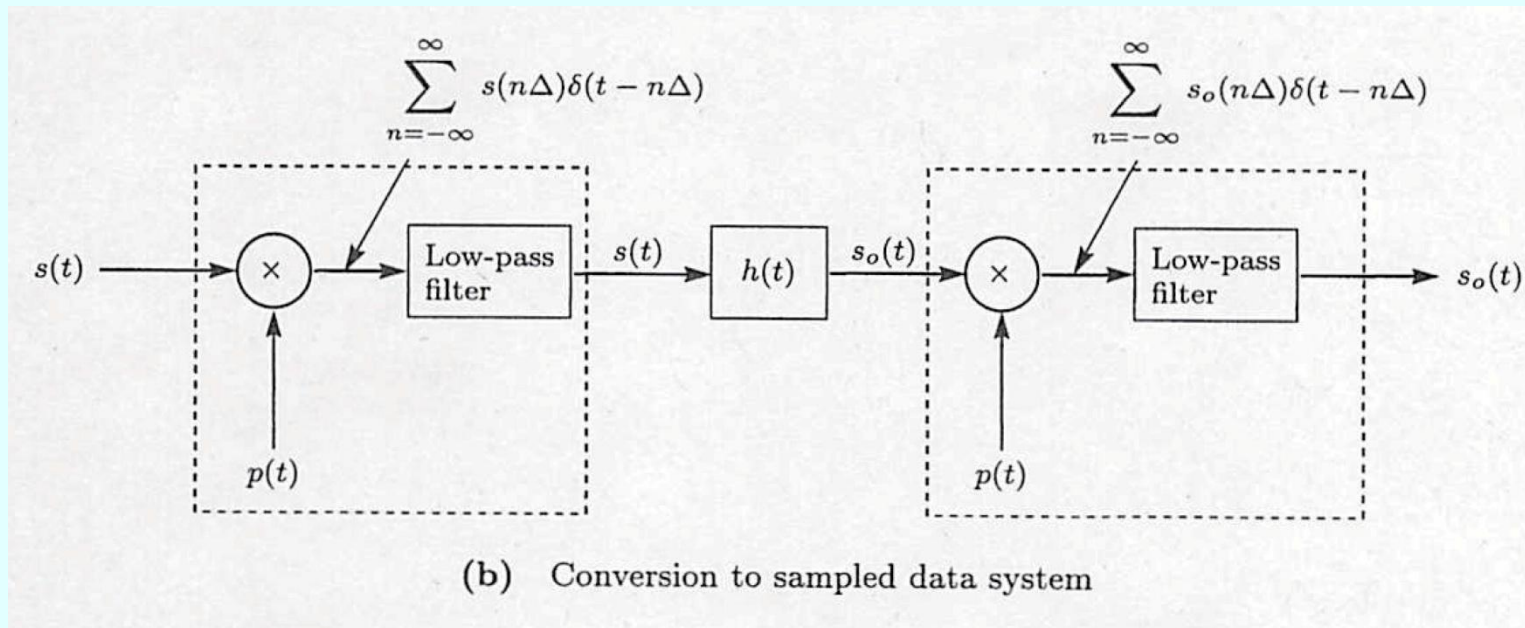 ∞ ∞
∑ s(nΔ)δ(t − nΔ) ∑ s_o(nΔ)δ(t − nΔ)
n=−∞ n=−∞
s(t) × Low-pass filter s(t) h(t) s_o(t) × Low-pass filter s_o(t)
p(t) p(t)
(b) Conversion to sampled data system